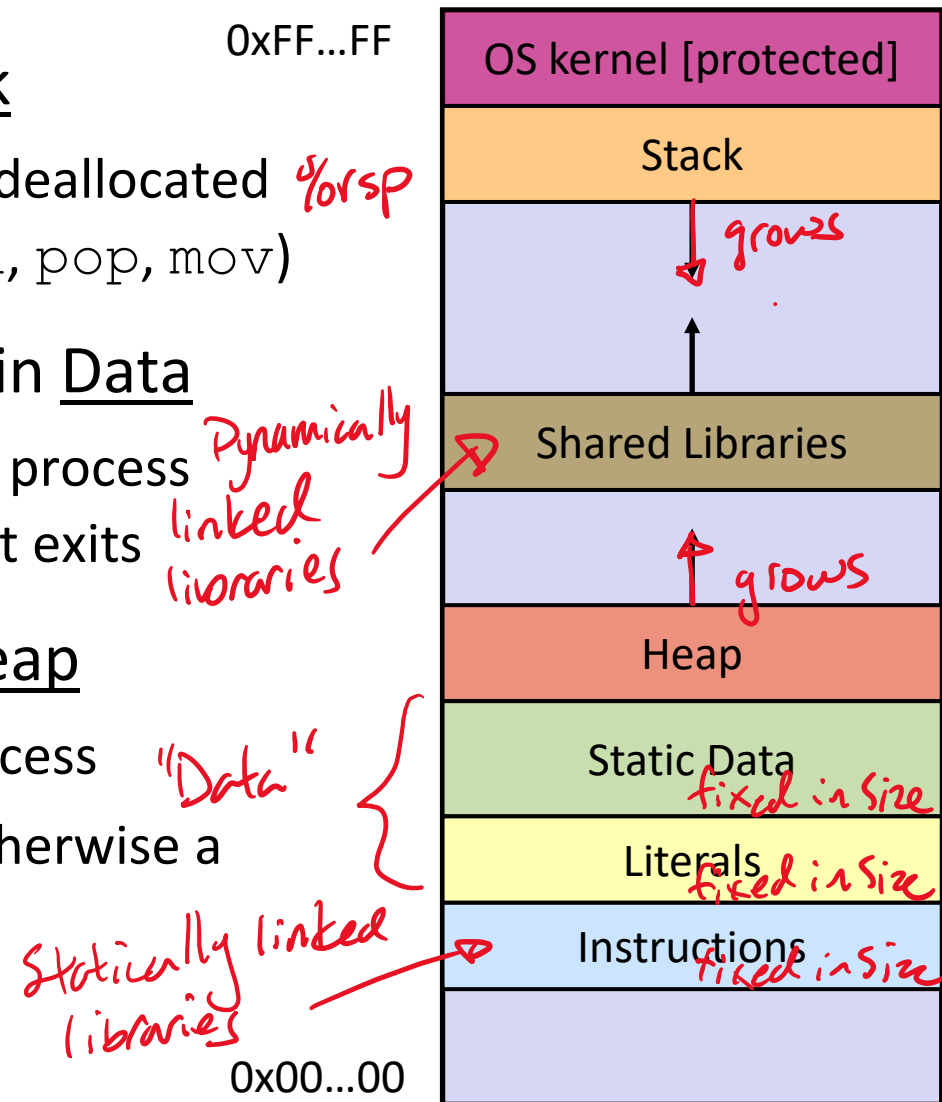 0xFF…FF
OS kernel [protected]
k
Stack
deallocated %rsp
, pop, mov)
grows
in Data
process
Dynamically
linked
libraries
t exits
Shared Libraries
grows
eap
Heap
cess
"Data"
Static Data
fixed in size
herwise a
Literals
fixed in size
Statically linked
libraries
Instructions
fixed in size
0x00…00